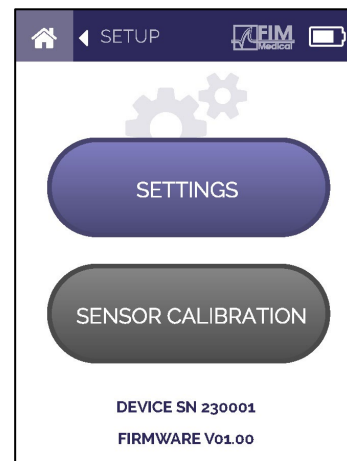 SETUP
FIM
Medical
SETTINGS
SENSOR CALIBRATION
DEVICE SN 230001
FIRMWARE V01.00